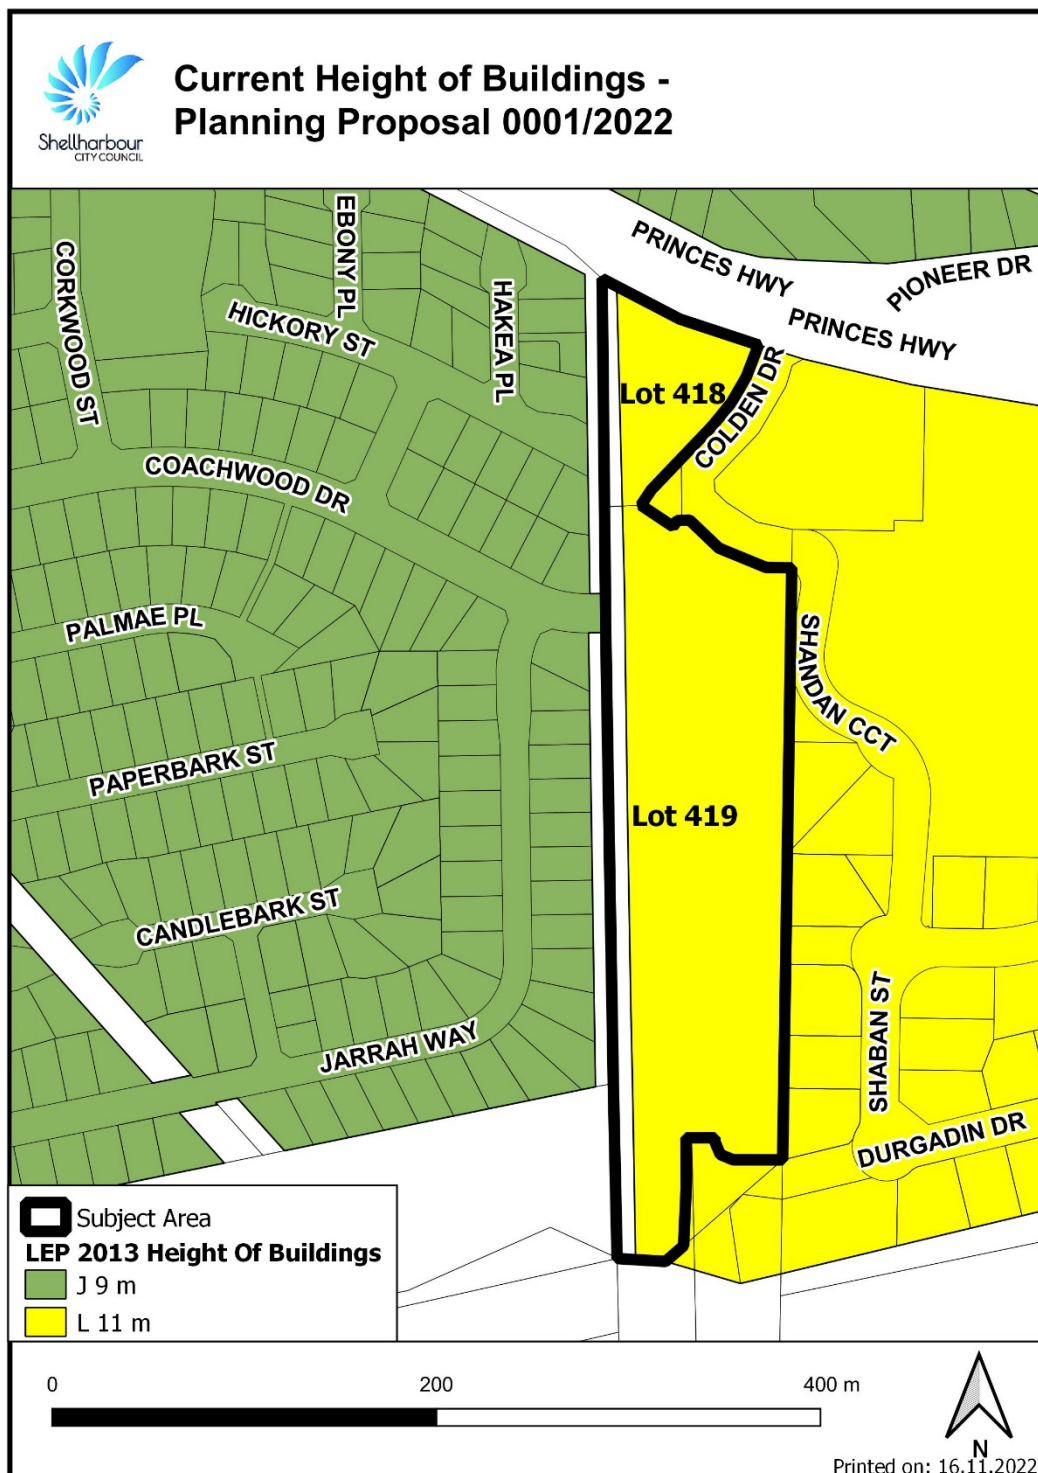 Shellharbour
CITY COUNCIL
Current Height of Buildings -
Planning Proposal 0001/2022
EBONY PL
CORKWOOD ST
HICKORY ST
HAKEA PL
PRINCES HWY
PIONEER DR
PRINCES HWY
Lot 418
COLDEN DR
COACHWOOD DR
PALMAE PL
SHANDAN CCT
PAPERBARK ST
Lot 419
CANDLEBARK ST
JARRAH WAY
SHABAN ST
DURGADIN DR
Subject Area
LEP 2013 Height Of Buildings
J 9 m
L 11 m
0 200 400 m
N
Printed on: 16.11.2022